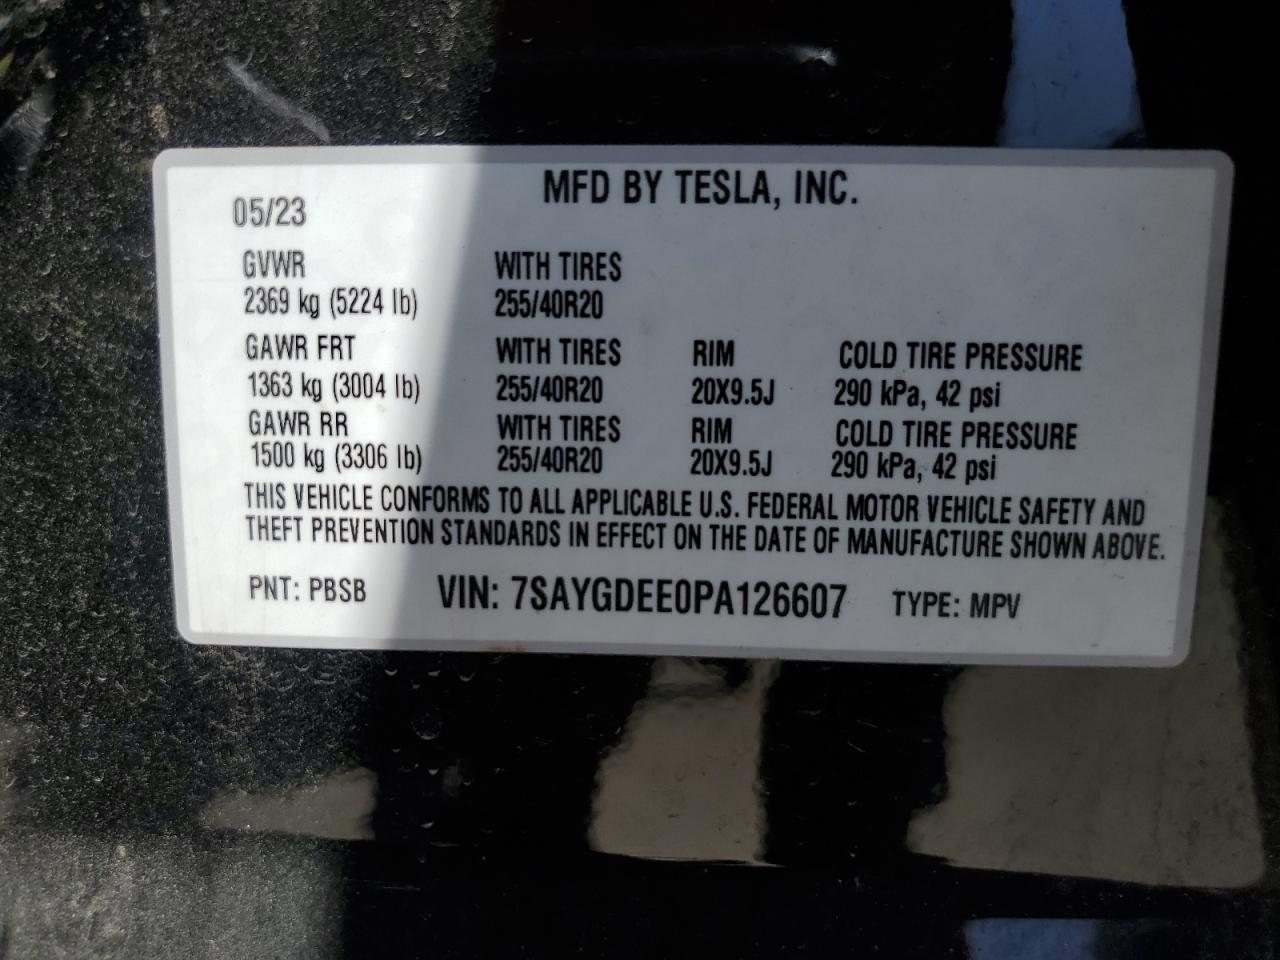 MFD BY TESLA, INC.
05/23
GVWR WITH TIRES
2369 kg (5224 lb) 255/40R20
GAWR FRT WITH TIRES RIM COLD TIRE PRESSURE
1363 kg (3004 lb) 255/40R20 20X9.5J 290 kPa, 42 psi
GAWR RR WITH TIRES RIM COLD TIRE PRESSURE
1500 kg (3306 lb) 255/40R20 20X9.5J 290 kPa, 42 psi
THIS VEHICLE CONFORMS TO ALL APPLICABLE U.S. FEDERAL MOTOR VEHICLE SAFETY AND
THEFT PREVENTION STANDARDS IN EFFECT ON THE DATE OF MANUFACTURE SHOWN ABOVE.
PNT: PBSB VIN: 7SAYGDEE0PA126607 TYPE: MPV